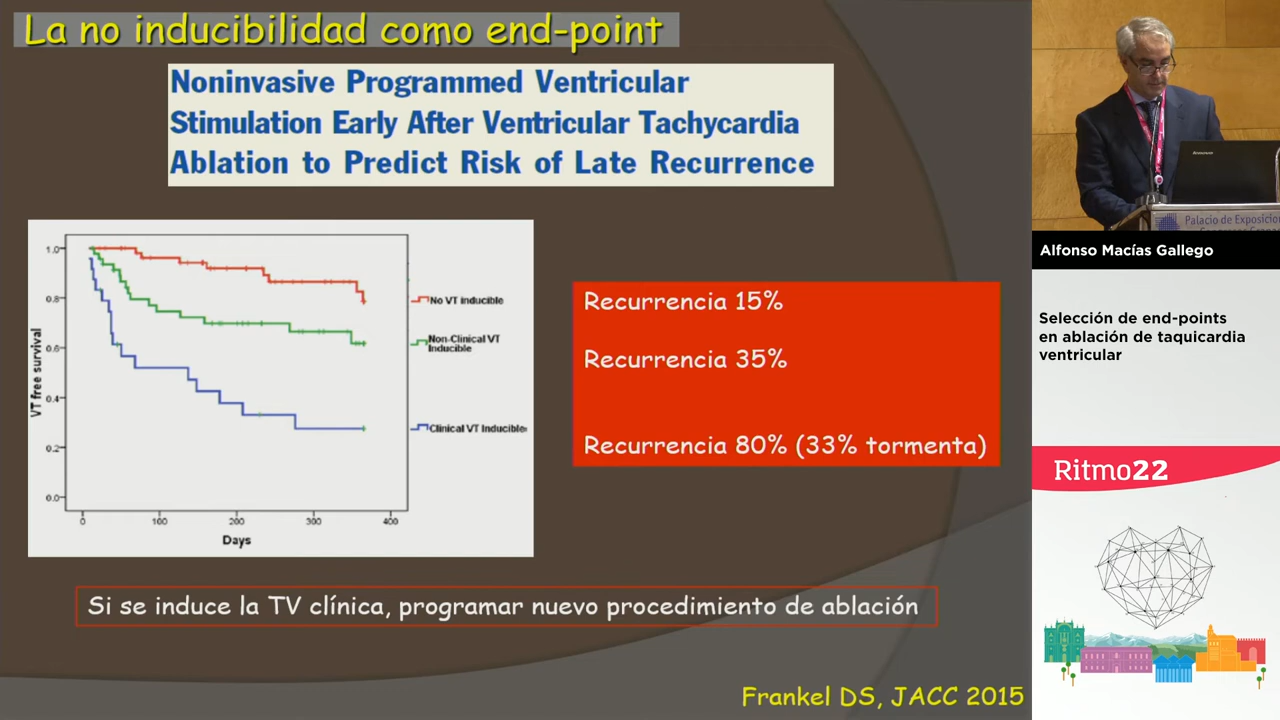 La no inducibilidad como end-point
Noninvasive Programmed Ventricular
Stimulation Early After Ventricular Tachycardia
Ablation to Predict Risk of Late Recurrence
1.0
0.8
0.6
0.4
0.2
0.0
VT free survival
0
100
200
300
400
Days
No VT inducible
Non-Clinical VT
Inducible
Clinical VT Inducible
Recurrencia 15%
Recurrencia 35%
Recurrencia 80% (33% tormenta)
Si se induce la TV clínica, programar nuevo procedimiento de ablación
Frankel DS, JACC 2015
Palacio de Exposicion
Alfonso Macías Gallego
Selección de end-points
en ablación de taquicardia
ventricular
Ritmo22